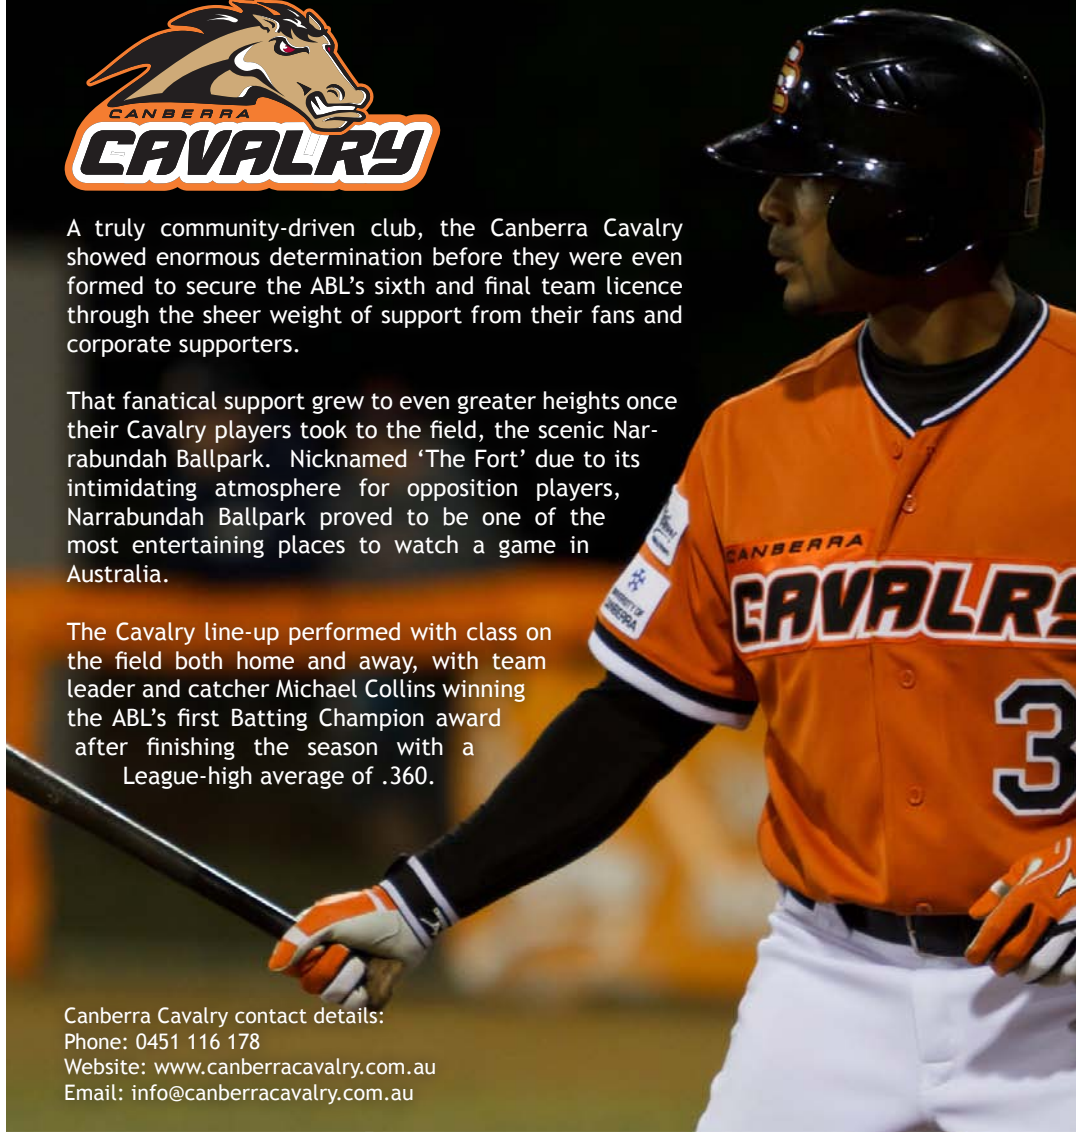 CANBERRA
CAVALRY
A truly community-driven club, the Canberra Cavalry
showed enormous determination before they were even
formed to secure the ABL’s sixth and final team licence
through the sheer weight of support from their fans and
corporate supporters.
That fanatical support grew to even greater heights once
their Cavalry players took to the field, the scenic Nar-
rabundah Ballpark.  Nicknamed ‘The Fort’ due to its
intimidating atmosphere for opposition players,
Narrabundah Ballpark proved to be one of the
most entertaining places to watch a game in
Australia.
The Cavalry line-up performed with class on
the field both home and away, with team
leader and catcher Michael Collins winning
the ABL’s first Batting Champion award
after finishing the season with a
League-high average of .360.
CANBERRA
CAVALRY
UNIVERSITY OF
CANBERRA
3
Canberra Cavalry contact details:
Phone: 0451 116 178
Website: www.canberracavalry.com.au
Email: info@canberracavalry.com.au